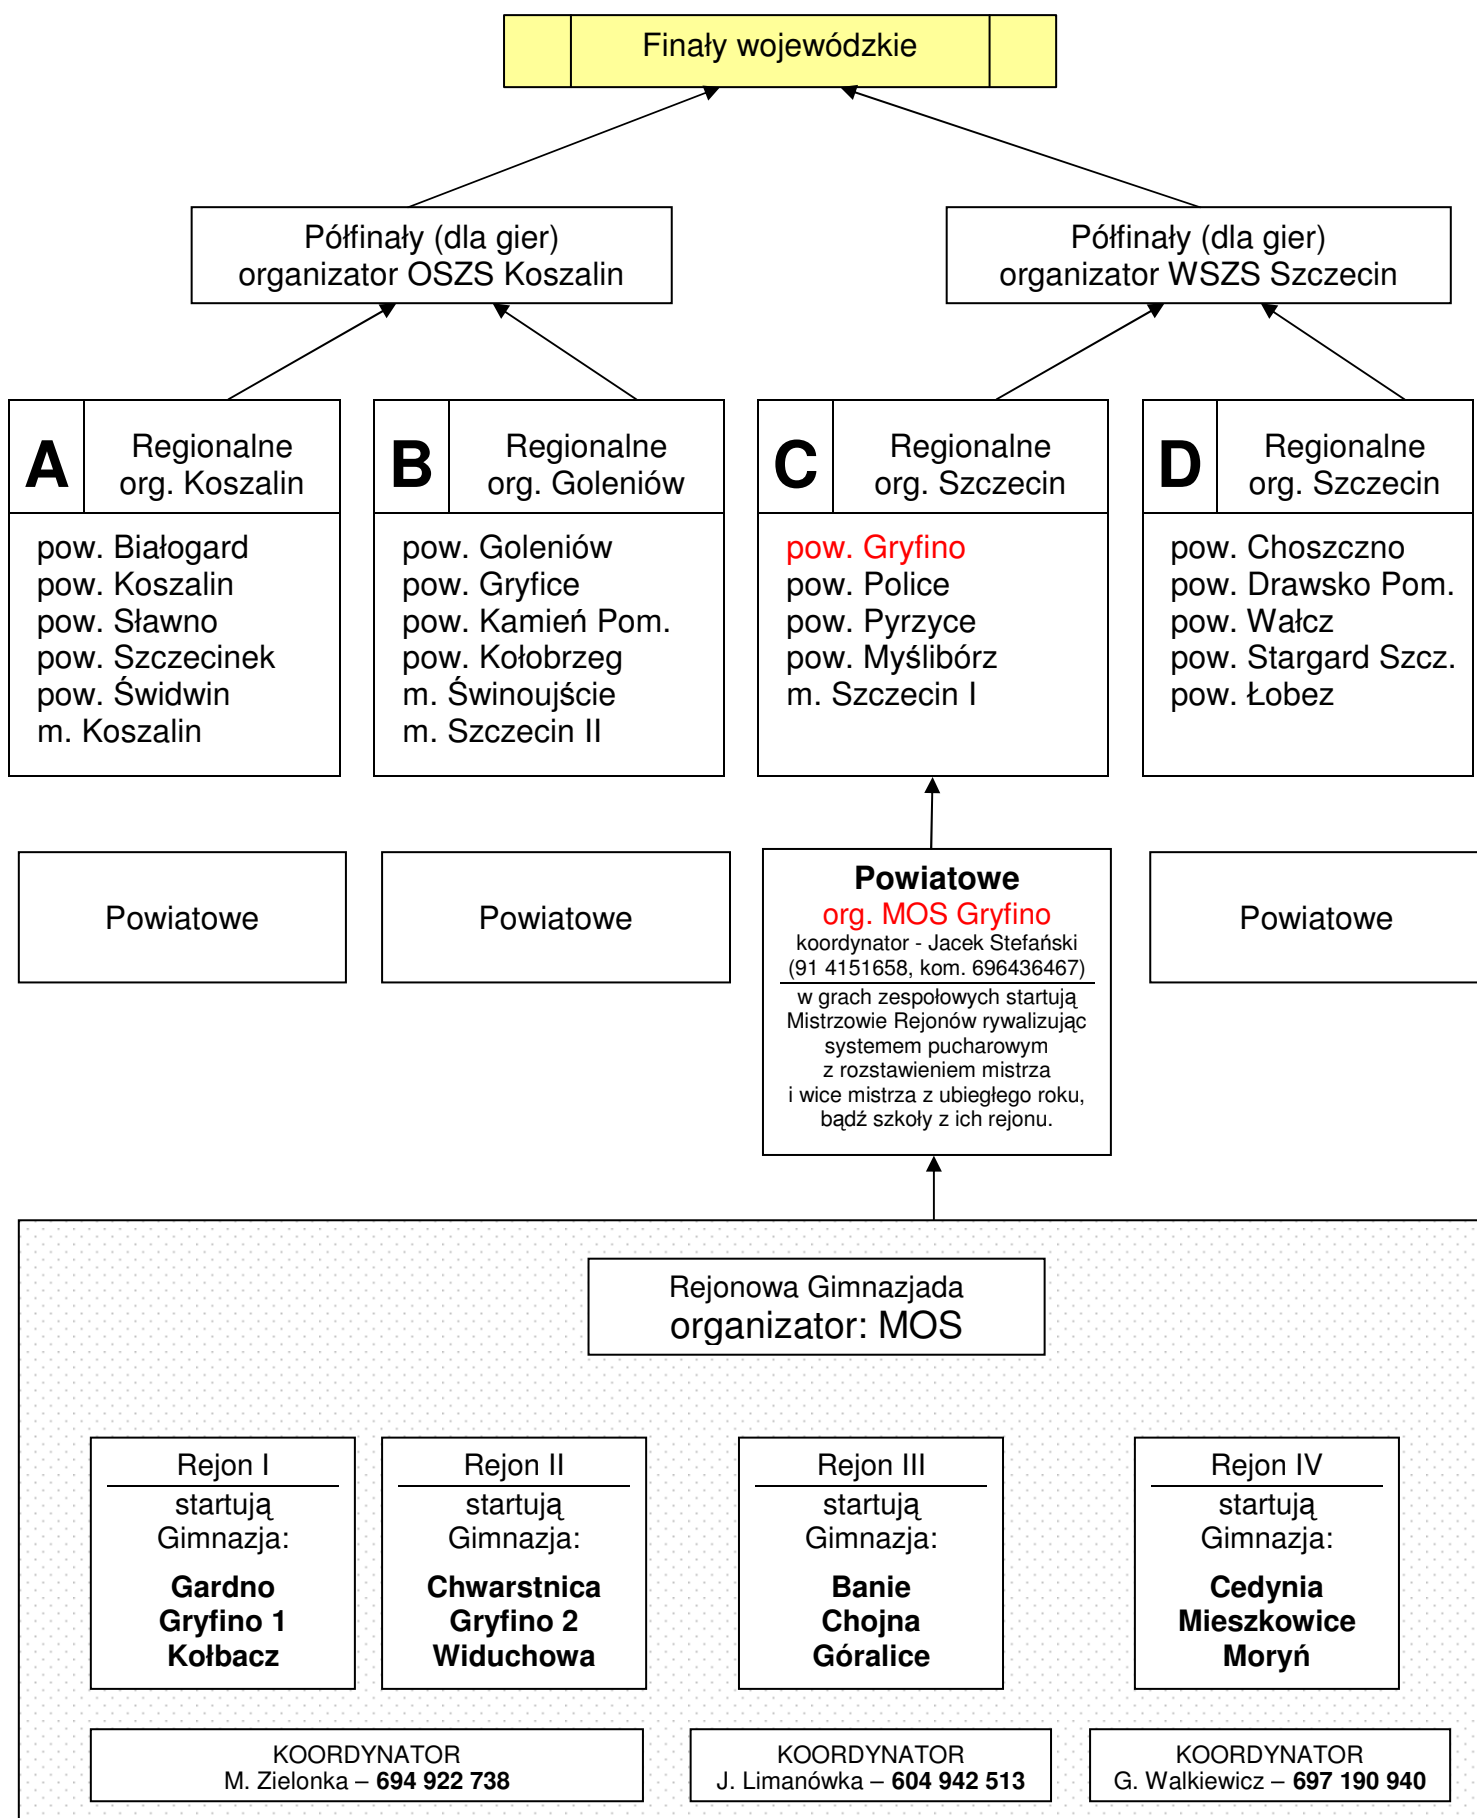 Finały wojewódzkie
Półfinały (dla gier)
organizator OSZS Koszalin
Półfinały (dla gier)
organizator WSZS Szczecin
A
Regionalne
org. Koszalin
pow. Białogard
pow. Koszalin
pow. Sławno
pow. Szczecinek
pow. Świdwin
m. Koszalin
B
Regionalne
org. Goleniów
pow. Goleniów
pow. Gryfice
pow. Kamień Pom.
pow. Kołobrzeg
m. Świnoujście
m. Szczecin II
C
Regionalne
org. Szczecin
pow. Gryfino
pow. Police
pow. Pyrzyce
pow. Myślibórz
m. Szczecin I
D
Regionalne
org. Szczecin
pow. Choszczno
pow. Drawsko Pom.
pow. Wałcz
pow. Stargard Szcz.
pow. Łobez
Powiatowe
Powiatowe
Powiatowe
org. MOS Gryfino
koordynator - Jacek Stefański
(91 4151658, kom. 696436467)
w grach zespołowych startują
Mistrzowie Rejonów rywalizując
systemem pucharowym
z rozstawieniem mistrza
i wice mistrza z ubiegłego roku,
bądź szkoły z ich rejonu.
Powiatowe
Rejonowa Gimnazjada
organizator: MOS
Rejon I
startują
Gimnazja:
Gardno
Gryfino 1
Kołbacz
Rejon II
startują
Gimnazja:
Chwarstnica
Gryfino 2
Widuchowa
Rejon III
startują
Gimnazja:
Banie
Chojna
Góralice
Rejon IV
startują
Gimnazja:
Cedynia
Mieszkowice
Moryń
KOORDYNATOR
M. Zielonka – 694 922 738
KOORDYNATOR
J. Limanówka – 604 942 513
KOORDYNATOR
G. Walkiewicz – 697 190 940